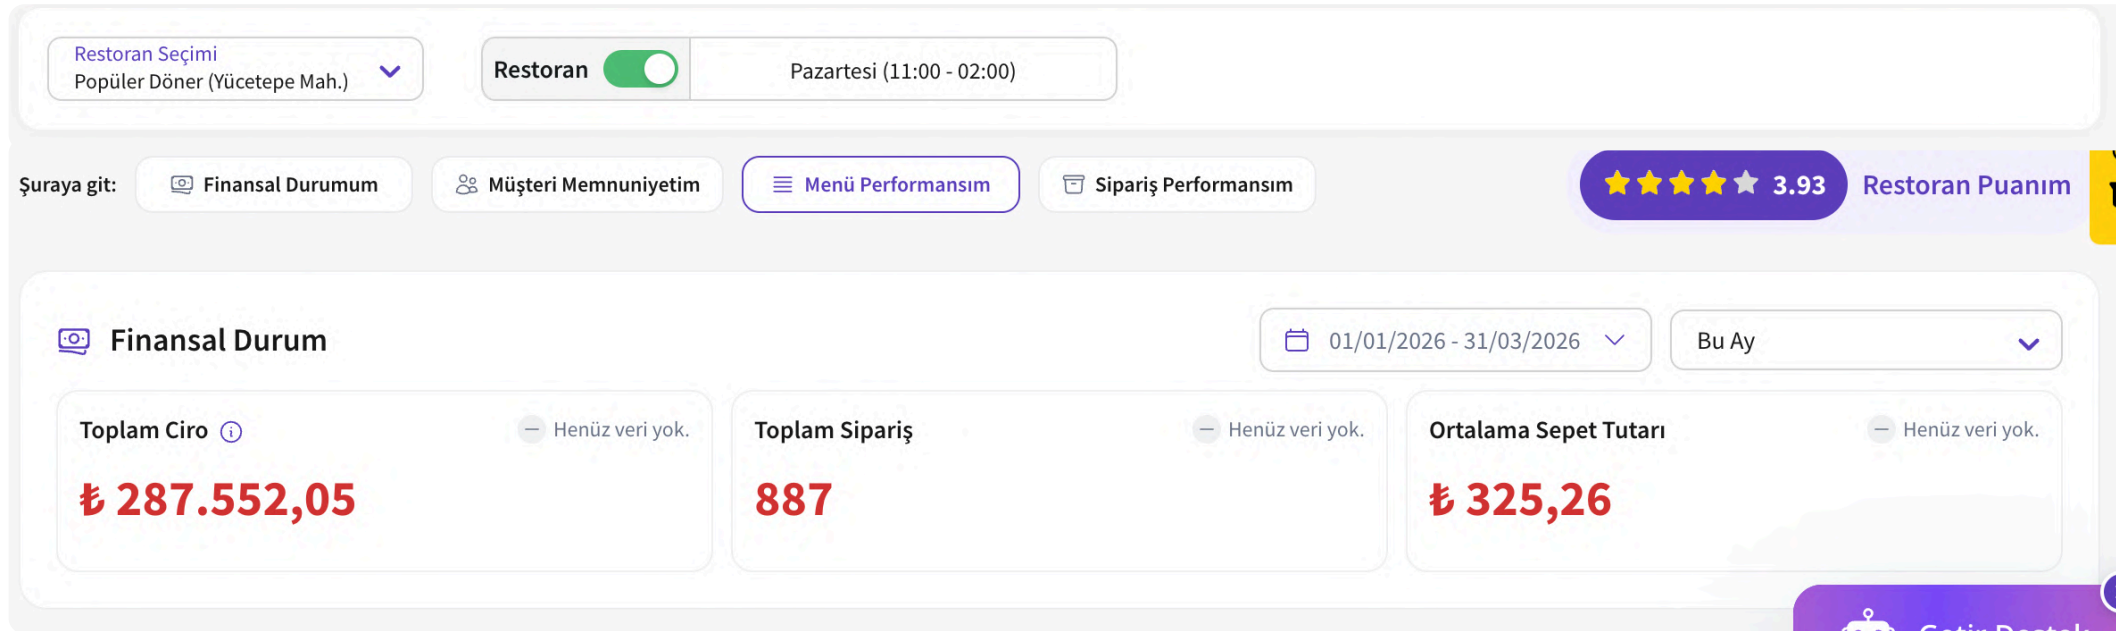 Restoran Seçimi
Popüler Döner (Yücetepe Mah.)
Restoran
Pazartesi (11:00 - 02:00)
Şuraya git:
Finansal Durumum
Müşteri Memnuniyetim
Menü Performansım
Sipariş Performansım
3.93
Restoran Puanım
Finansal Durum
01/01/2026 - 31/03/2026
Bu Ay
Toplam Ciro
Henüz veri yok.
₺ 287.552,05
Toplam Sipariş
Henüz veri yok.
887
Ortalama Sepet Tutarı
Henüz veri yok.
₺ 325,26
Getir Destek